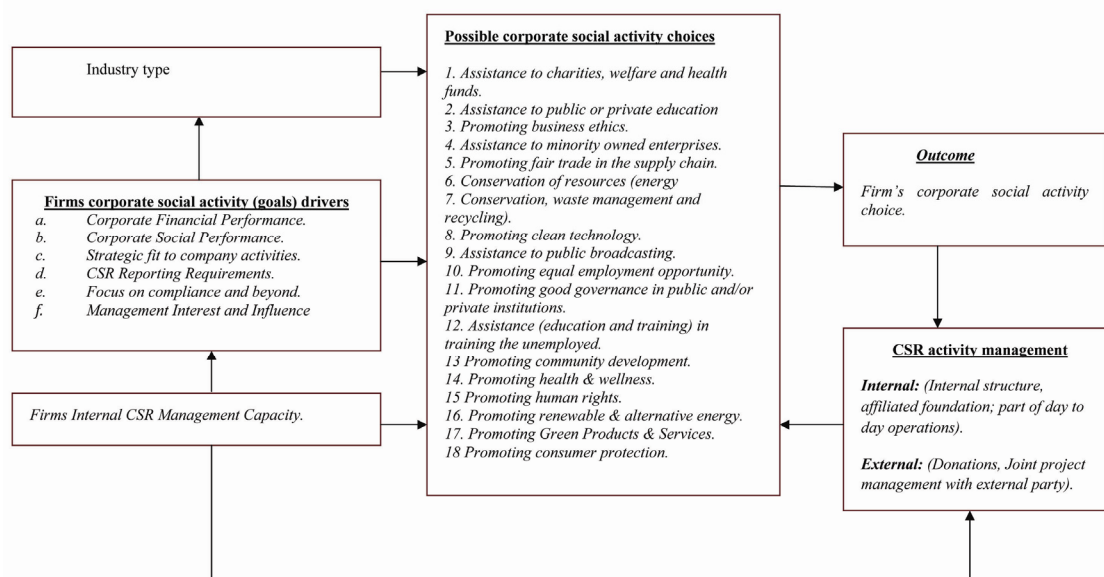 Industry type
Firms corporate social activity (goals) drivers
a. Corporate Financial Performance.
b. Corporate Social Performance.
c. Strategic fit to company activities.
d. CSR Reporting Requirements.
e. Focus on compliance and beyond.
f. Management Interest and Influence
Firms Internal CSR Management Capacity.
Possible corporate social activity choices
1. Assistance to charities, welfare and health
funds.
2. Assistance to public or private education
3. Promoting business ethics.
4. Assistance to minority owned enterprises.
5. Promoting fair trade in the supply chain.
6. Conservation of resources (energy
7. Conservation, waste management and
recycling).
8. Promoting clean technology.
9. Assistance to public broadcasting.
10. Promoting equal employment opportunity.
11. Promoting good governance in public and/or
private institutions.
12. Assistance (education and training) in
training the unemployed.
13 Promoting community development.
14. Promoting health & wellness.
15 Promoting human rights.
16. Promoting renewable & alternative energy.
17. Promoting Green Products & Services.
18 Promoting consumer protection.
Outcome
Firm's corporate social activity
choice.
CSR activity management
Internal: (Internal structure,
affiliated foundation; part of day to
day operations).
External: (Donations, Joint project
management with external party).